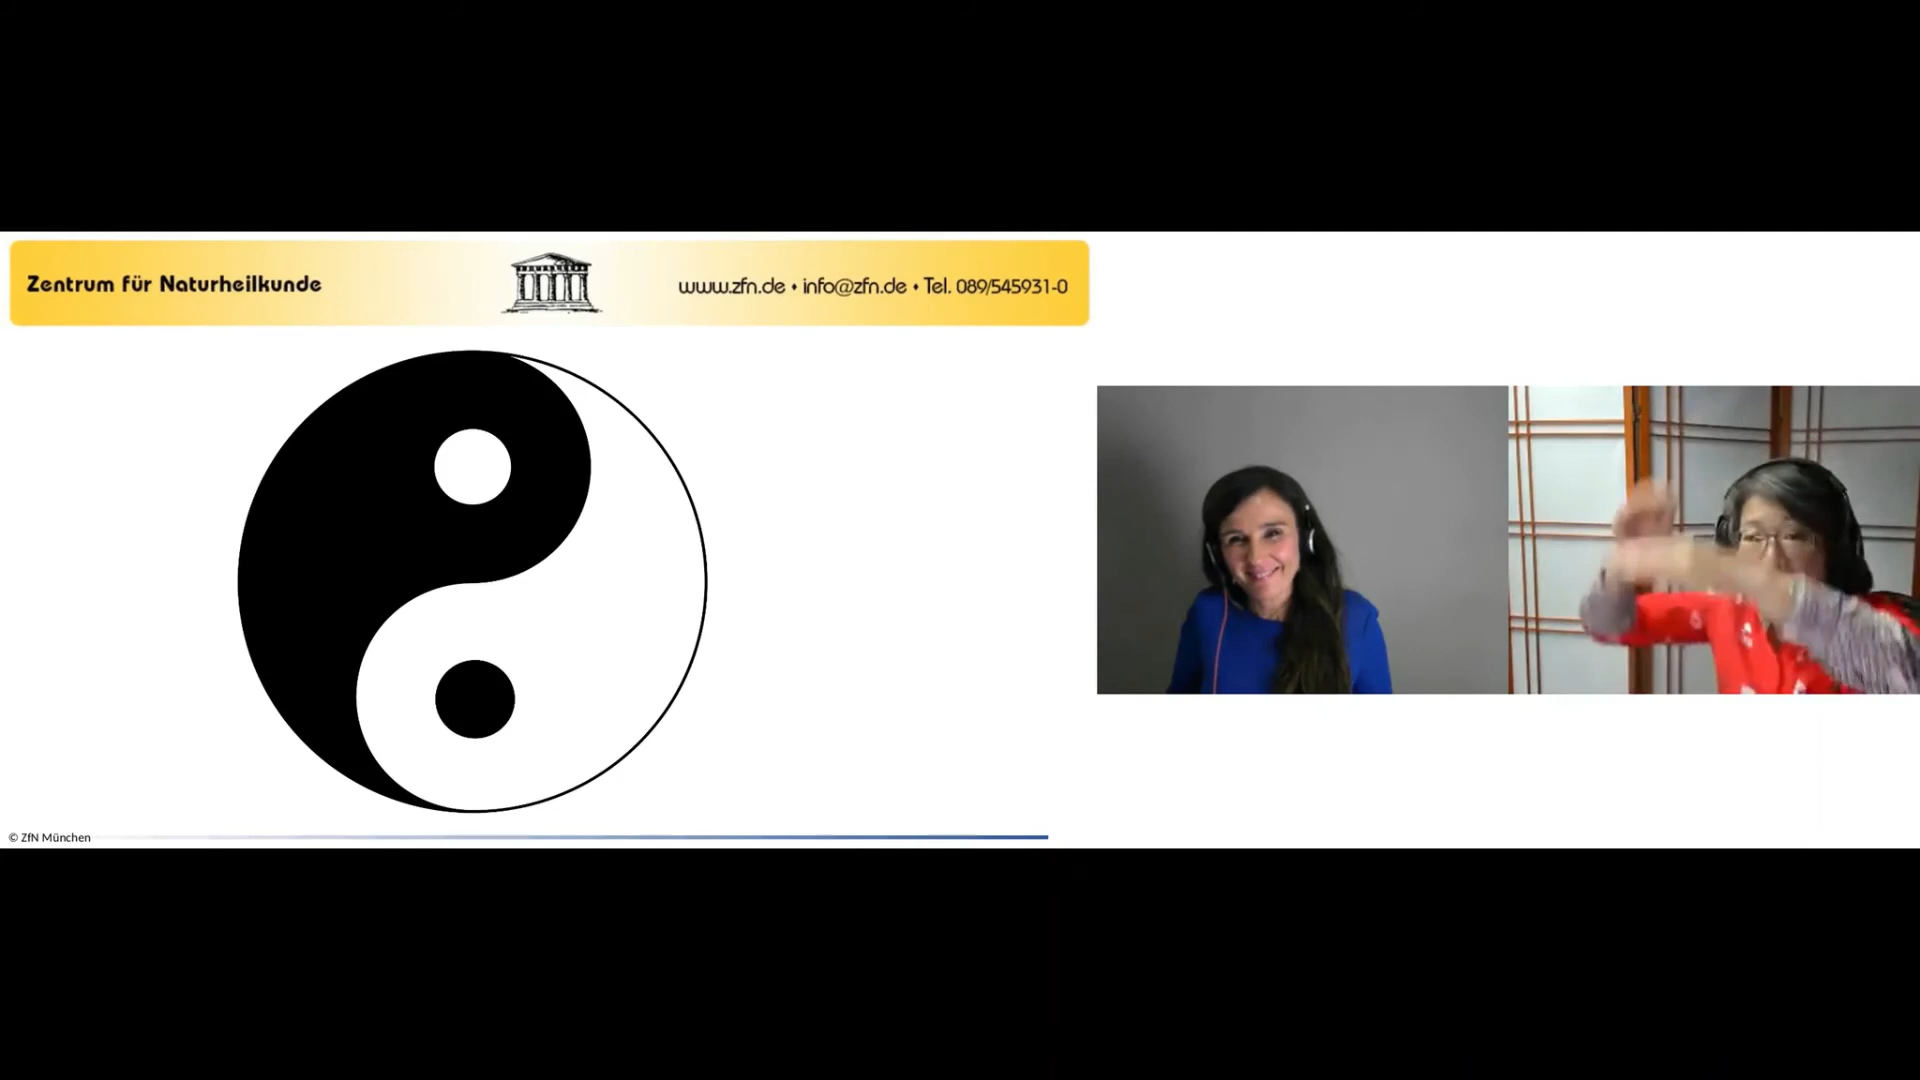 Zentrum für Naturheilkunde
www.zfn.de • info@zfn.de • Tel. 089/545931-0
© ZfN München